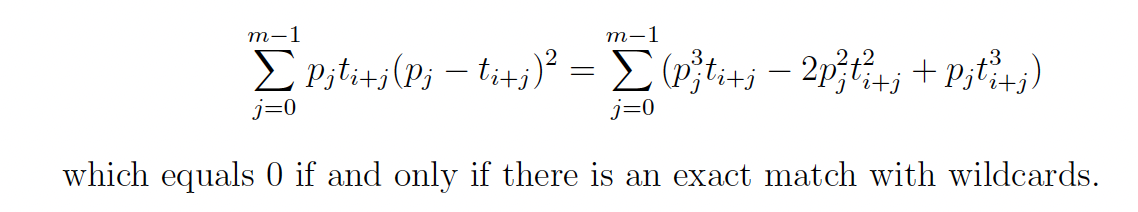 \sum_{j=0}^{m-1} p_j t_{i+j} (p_j - t_{i+j})^2 = \sum_{j=0}^{m-1} (p_j^3 t_{i+j} - 2p_j^2 t_{i+j}^2 + p_j t_{i+j}^3)
which equals 0 if and only if there is an exact match with wildcards.